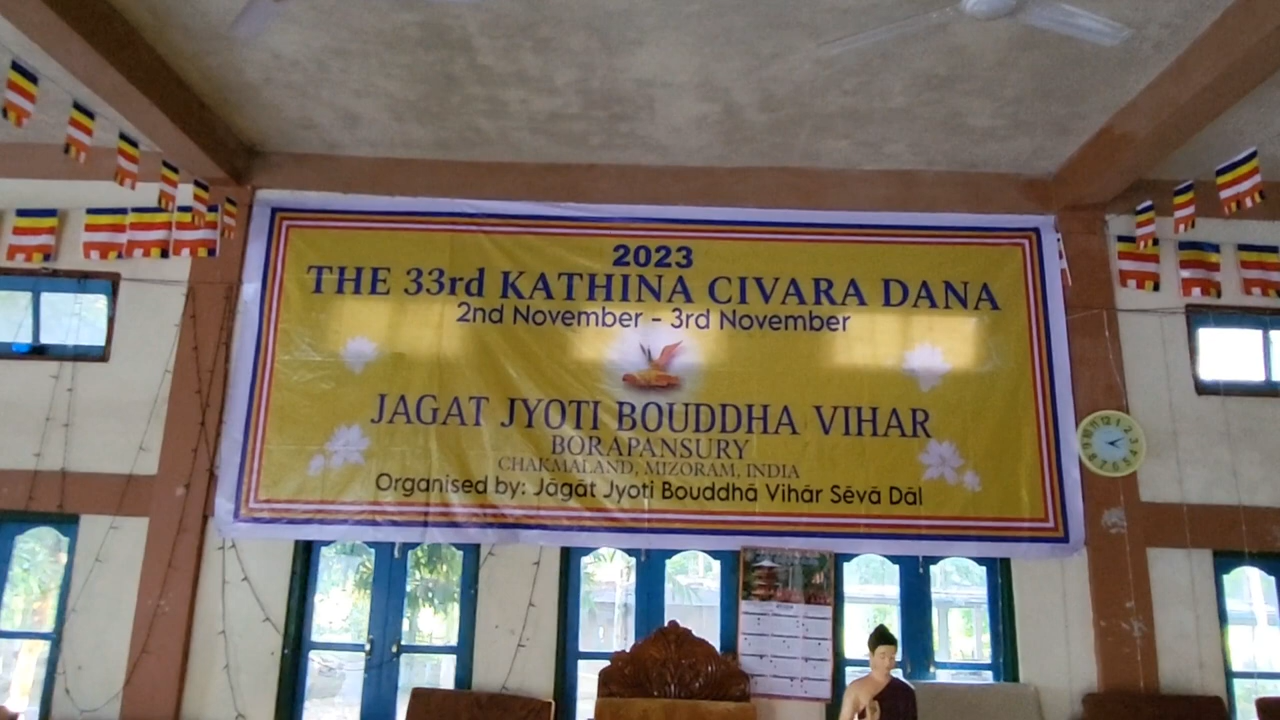 2023
THE 33rd KATHINA CIVARA DANA
2nd November - 3rd November
JAGAT JYOTI BOUDDHA VIHAR
BORAPANSURY
CHAKMALAND, MIZORAM, INDIA
Organised by: Jāgāt Jyoti Bouddhā Vihār Sēvā Dāl